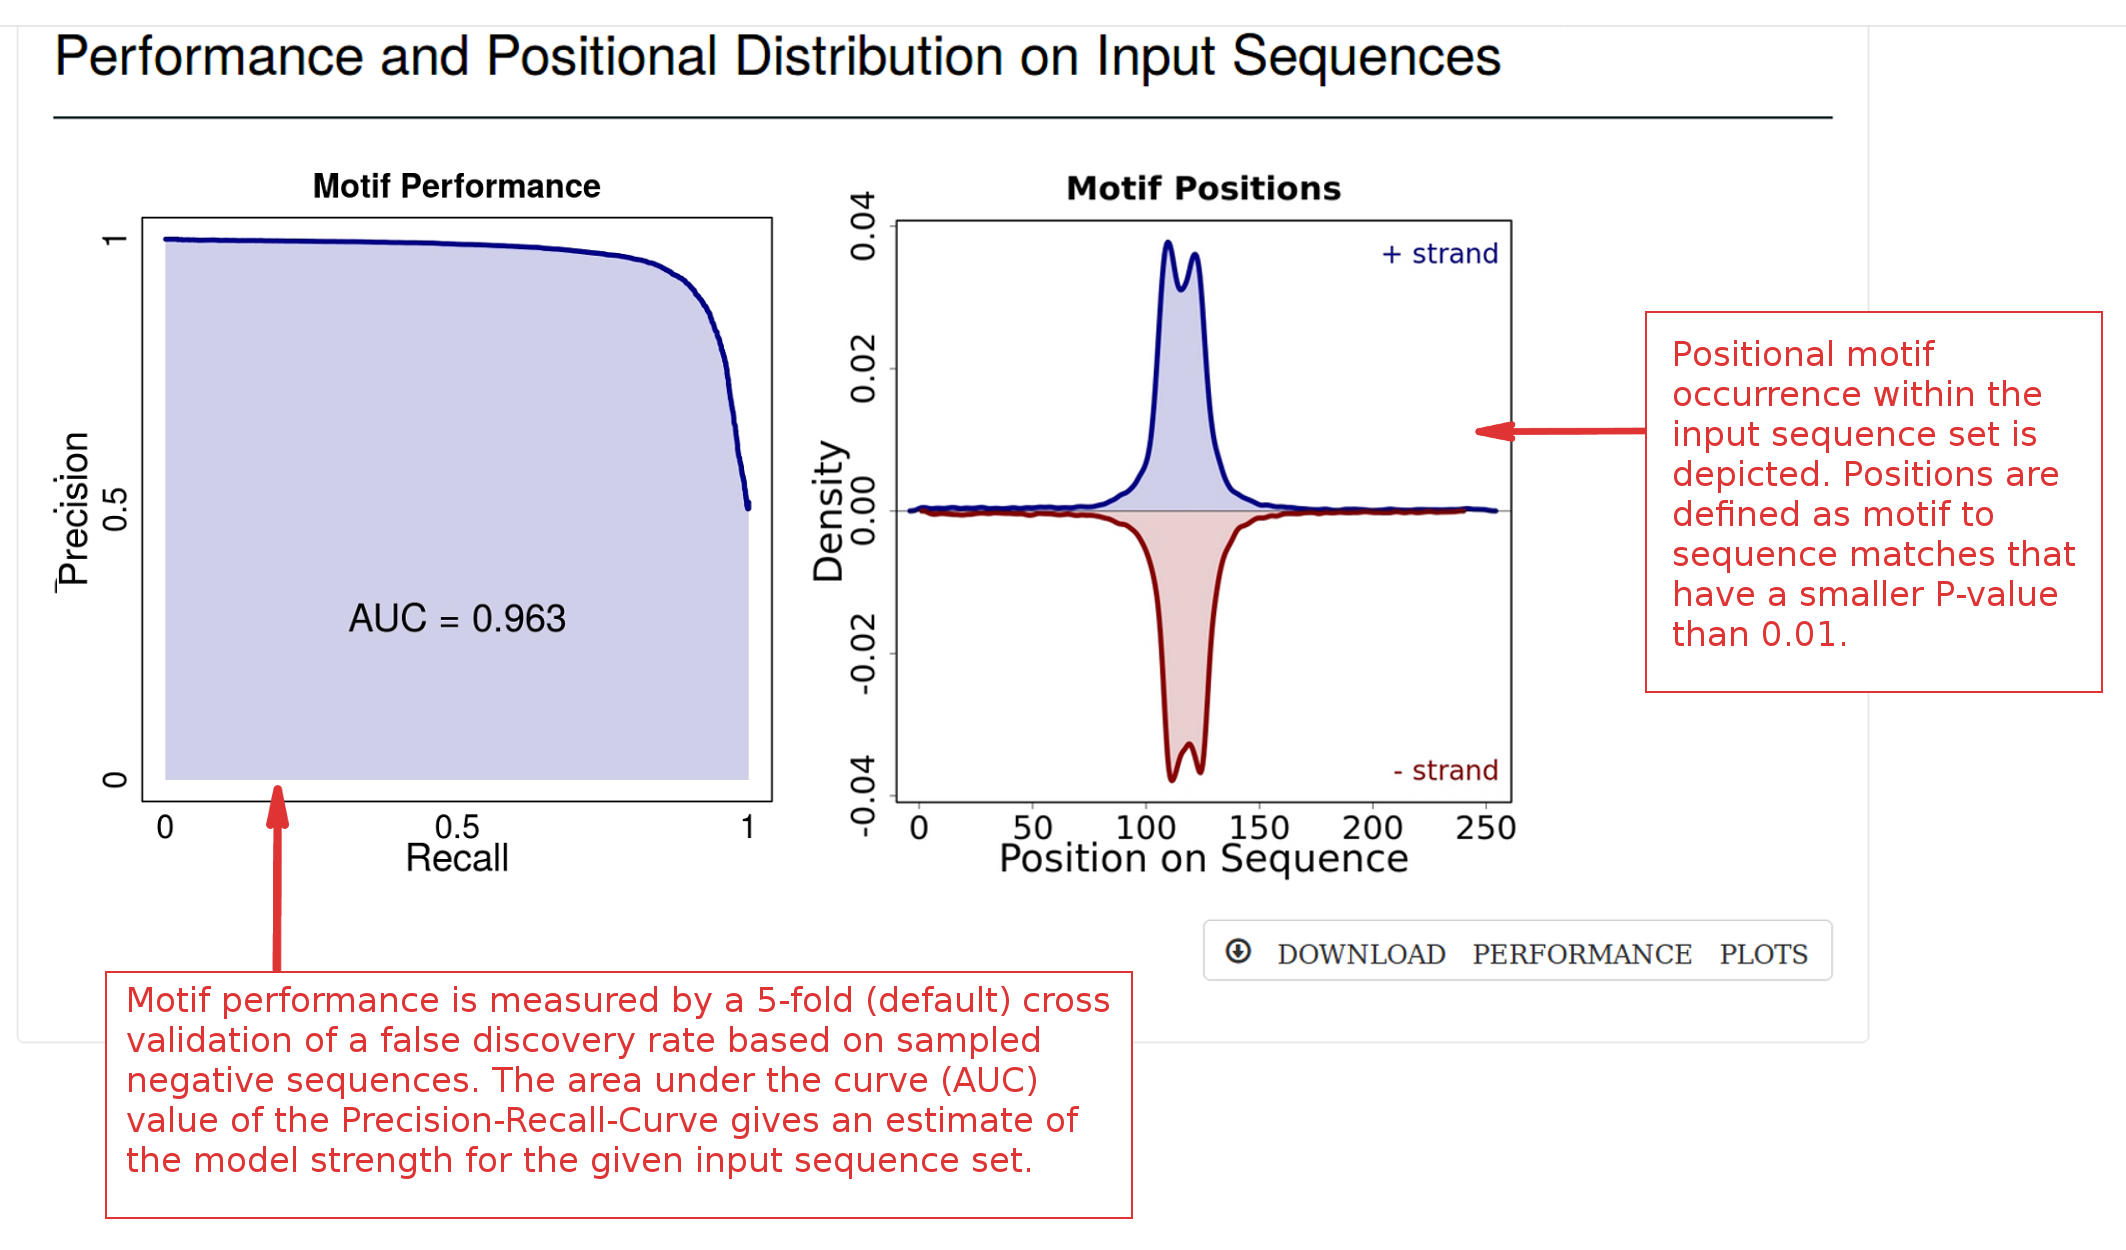 Performance and Positional Distribution on Input Sequences
Motif Performance
1
0.5
0
Precision
AUC = 0.963
0
0.5
1
Recall
Motif Positions
0.04
0.02
0.00
-0.02
-0.04
Density
+ strand
- strand
0
50
100
150
200
250
Position on Sequence
Positional motif
occurrence within the
input sequence set is
depicted. Positions are
defined as motif to
sequence matches that
have a smaller P-value
than 0.01.
DOWNLOAD PERFORMANCE PLOTS
Motif performance is measured by a 5-fold (default) cross
validation of a false discovery rate based on sampled
negative sequences. The area under the curve (AUC)
value of the Precision-Recall-Curve gives an estimate of
the model strength for the given input sequence set.